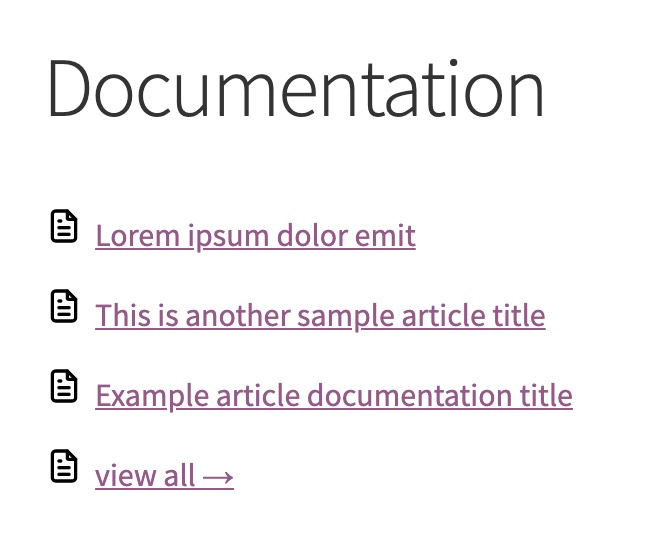 Documentation
Lorem ipsum dolor emit
This is another sample article title
Example article documentation title
view all →